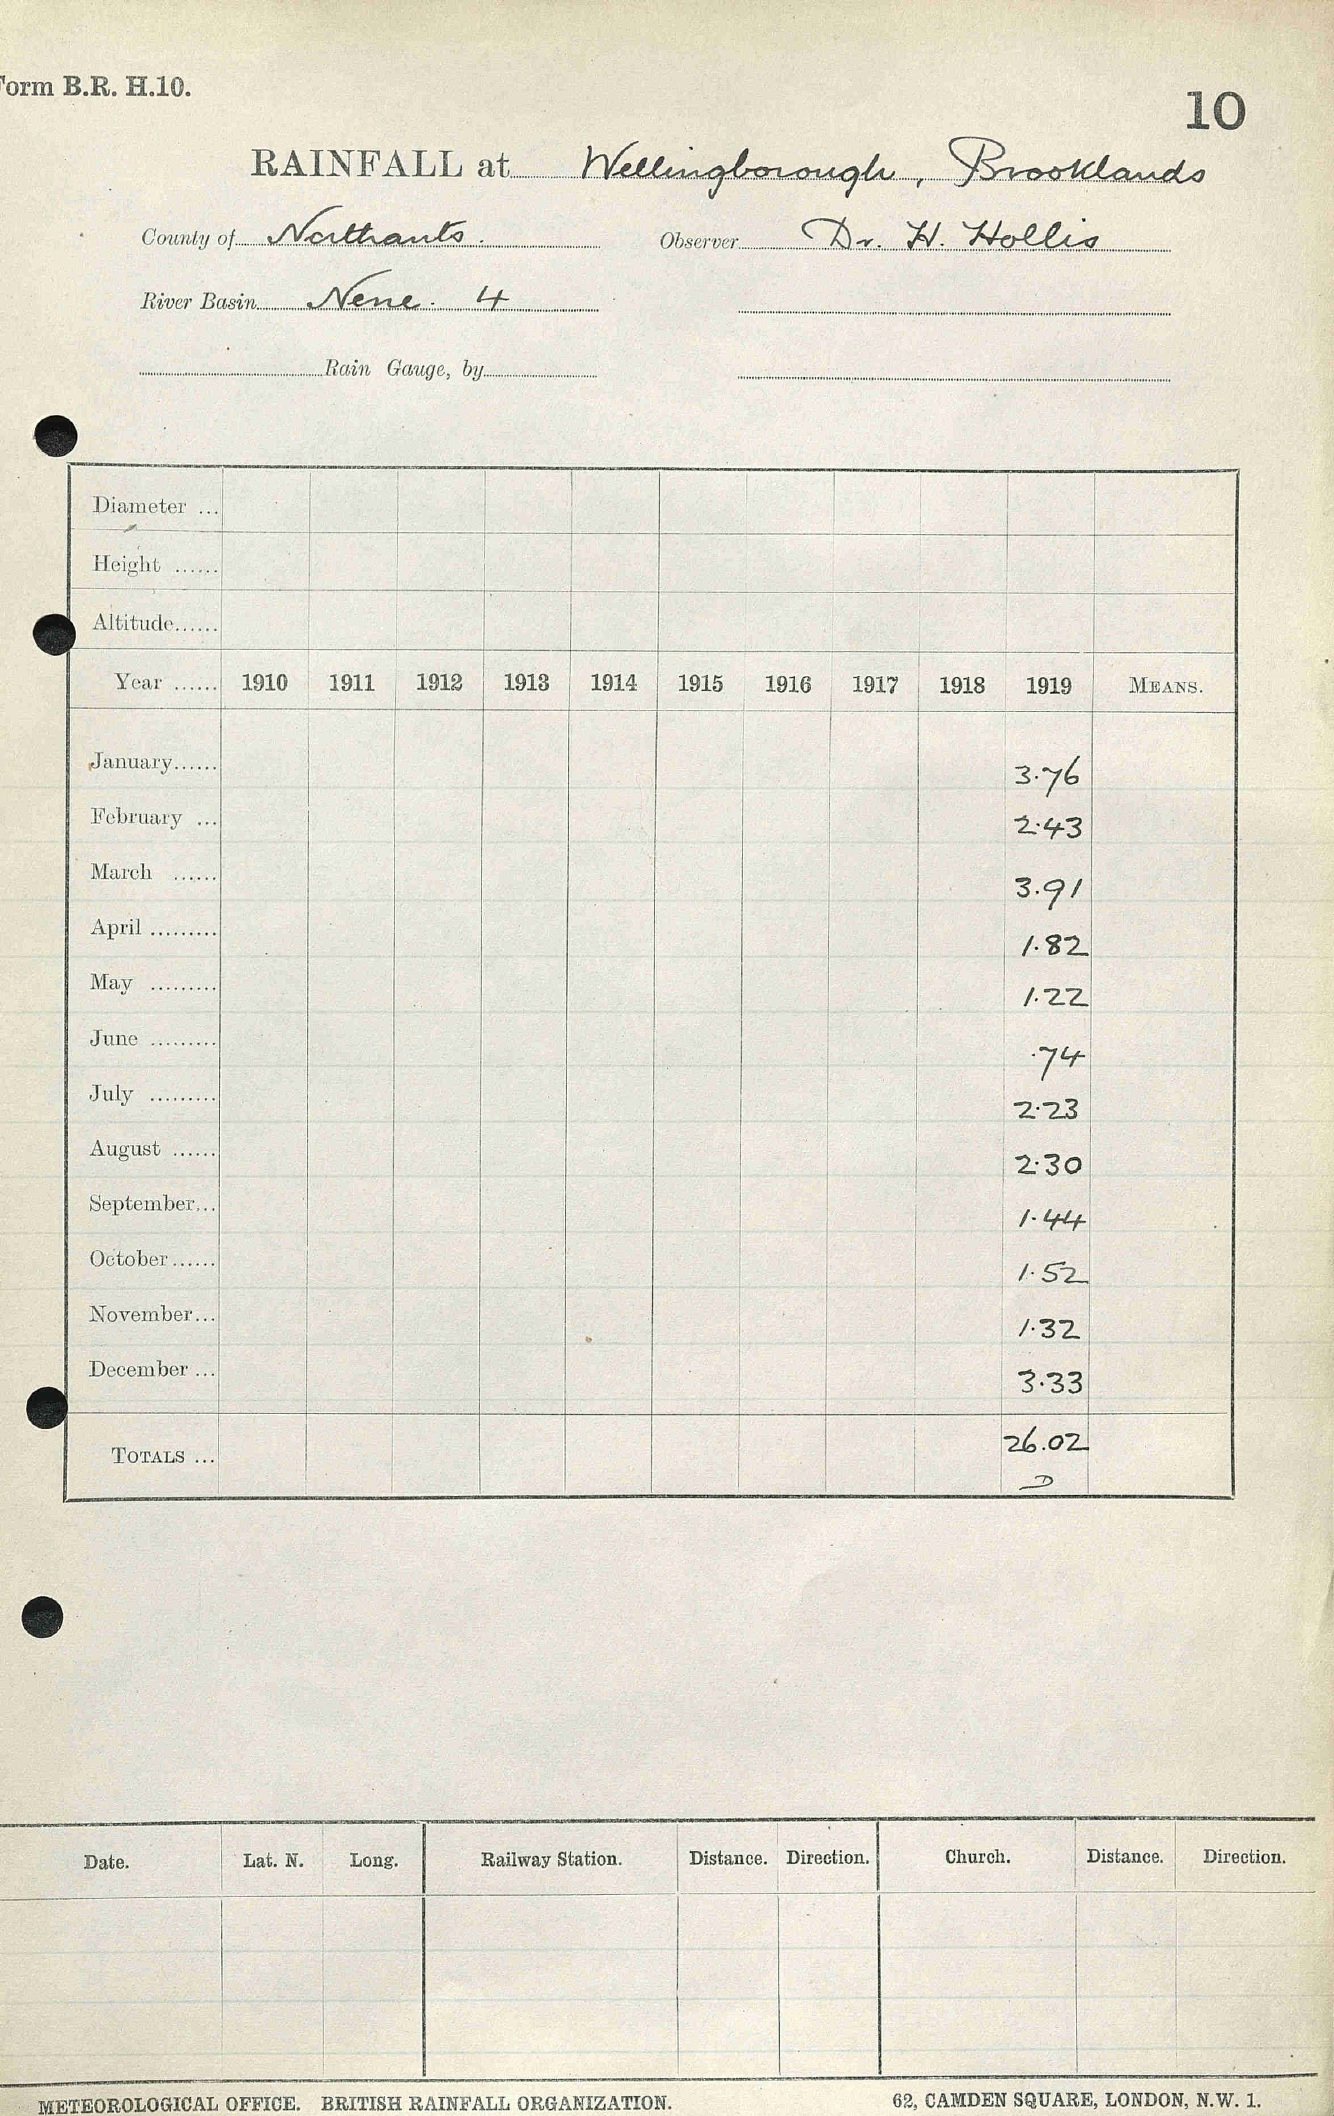 Form B.R. H.10.
10
RAINFALL at Wellingborough, Brooklands
County of Northants. Observer Dr. H. Hollis
River Basin Nene. 4
Rain Gauge, by
Diameter ...
Height ......
Altitude......
Year ...... 1910 1911 1912 1913 1914 1915 1916 1917 1918 1919 MEANS.
January...... 3.76
February ... 2.43
March ...... 3.91
April ......... 1.82
May ......... 1.22
June ......... .74
July ......... 2.23
August ...... 2.30
September... 1.44
October...... 1.52
November... 1.32
December ... 3.33
TOTALS ... 26.02
D
Date. Lat. N. Long. Railway Station. Distance. Direction. Church. Distance. Direction.
METEOROLOGICAL OFFICE. BRITISH RAINFALL ORGANIZATION. 62, CAMDEN SQUARE, LONDON, N.W. 1.